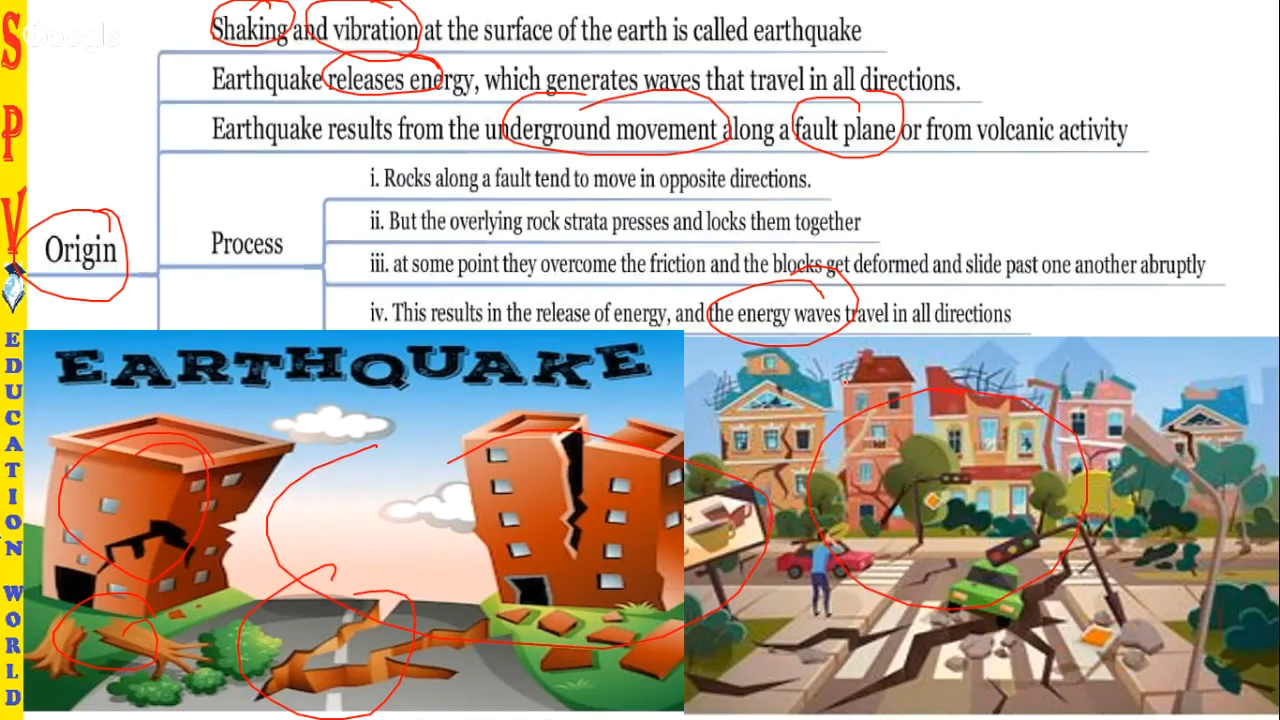 S P V
EDUCATION WORLD
Google
Shaking and vibration at the surface of the earth is called earthquake
Earthquake releases energy, which generates waves that travel in all directions.
Earthquake results from the underground movement along a fault plane or from volcanic activity
Origin
Process
i. Rocks along a fault tend to move in opposite directions.
ii. But the overlying rock strata presses and locks them together
iii. at some point they overcome the friction and the blocks get deformed and slide past one another abruptly
iv. This results in the release of energy, and the energy waves travel in all directions
EARTHQUAKE